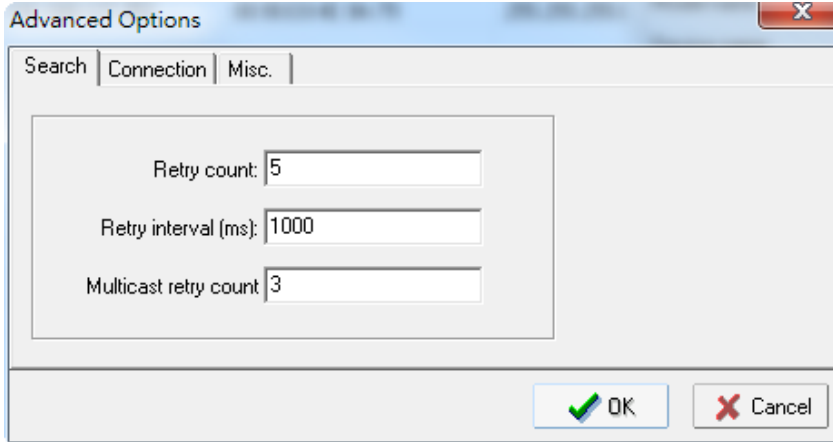 Advanced Options
Search Connection Misc.
Retry count: 5
Retry interval (ms): 1000
Multicast retry count 3
OK Cancel